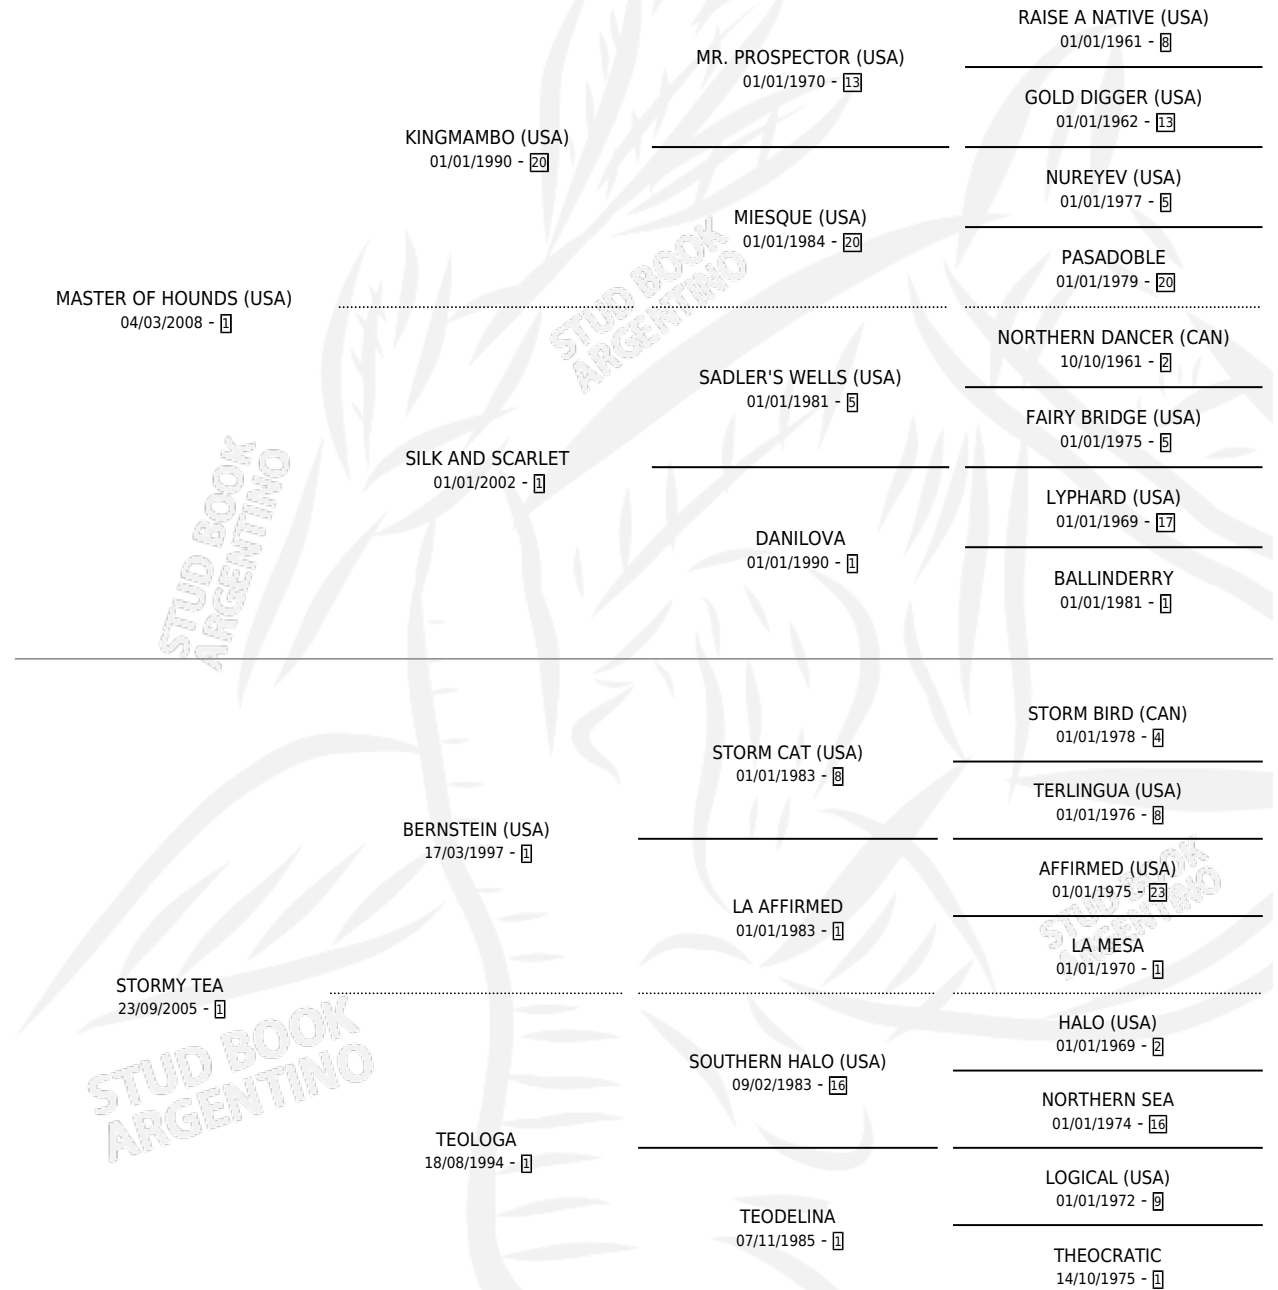 RAISE A NATIVE (USA)
01/01/1961 - 8
MR. PROSPECTOR (USA)
01/01/1970 - 13
GOLD DIGGER (USA)
01/01/1962 - 13
KINGMAMBO (USA)
01/01/1990 - 20
NUREYEV (USA)
01/01/1977 - 5
MIESQUE (USA)
01/01/1984 - 20
PASADOBLE
01/01/1979 - 20
MASTER OF HOUNDS (USA)
04/03/2008 - 1
NORTHERN DANCER (CAN)
10/10/1961 - 2
SADLER'S WELLS (USA)
01/01/1981 - 5
FAIRY BRIDGE (USA)
01/01/1975 - 5
SILK AND SCARLET
01/01/2002 - 1
LYPHARD (USA)
01/01/1969 - 17
DANILOVA
01/01/1990 - 1
BALLINDERRY
01/01/1981 - 1
STUD BOOK
ARGENTINO
STUD BOOK
ARGENTINO
STORM BIRD (CAN)
01/01/1978 - 4
STORM CAT (USA)
01/01/1983 - 8
TERLINGUA (USA)
01/01/1976 - 8
BERNSTEIN (USA)
17/03/1997 - 1
AFFIRMED (USA)
01/01/1975 - 23
LA AFFIRMED
01/01/1983 - 1
LA MESA
01/01/1970 - 1
STORMY TEA
23/09/2005 - 1
HALO (USA)
01/01/1969 - 2
SOUTHERN HALO (USA)
09/02/1983 - 16
NORTHERN SEA
01/01/1974 - 16
TEOLOGA
18/08/1994 - 1
LOGICAL (USA)
01/01/1972 - 9
TEODELINA
07/11/1985 - 1
THEOCRATIC
14/10/1975 - 1
STUD BOOK
ARGENTINO
STUD BOOK
ARGENTINO